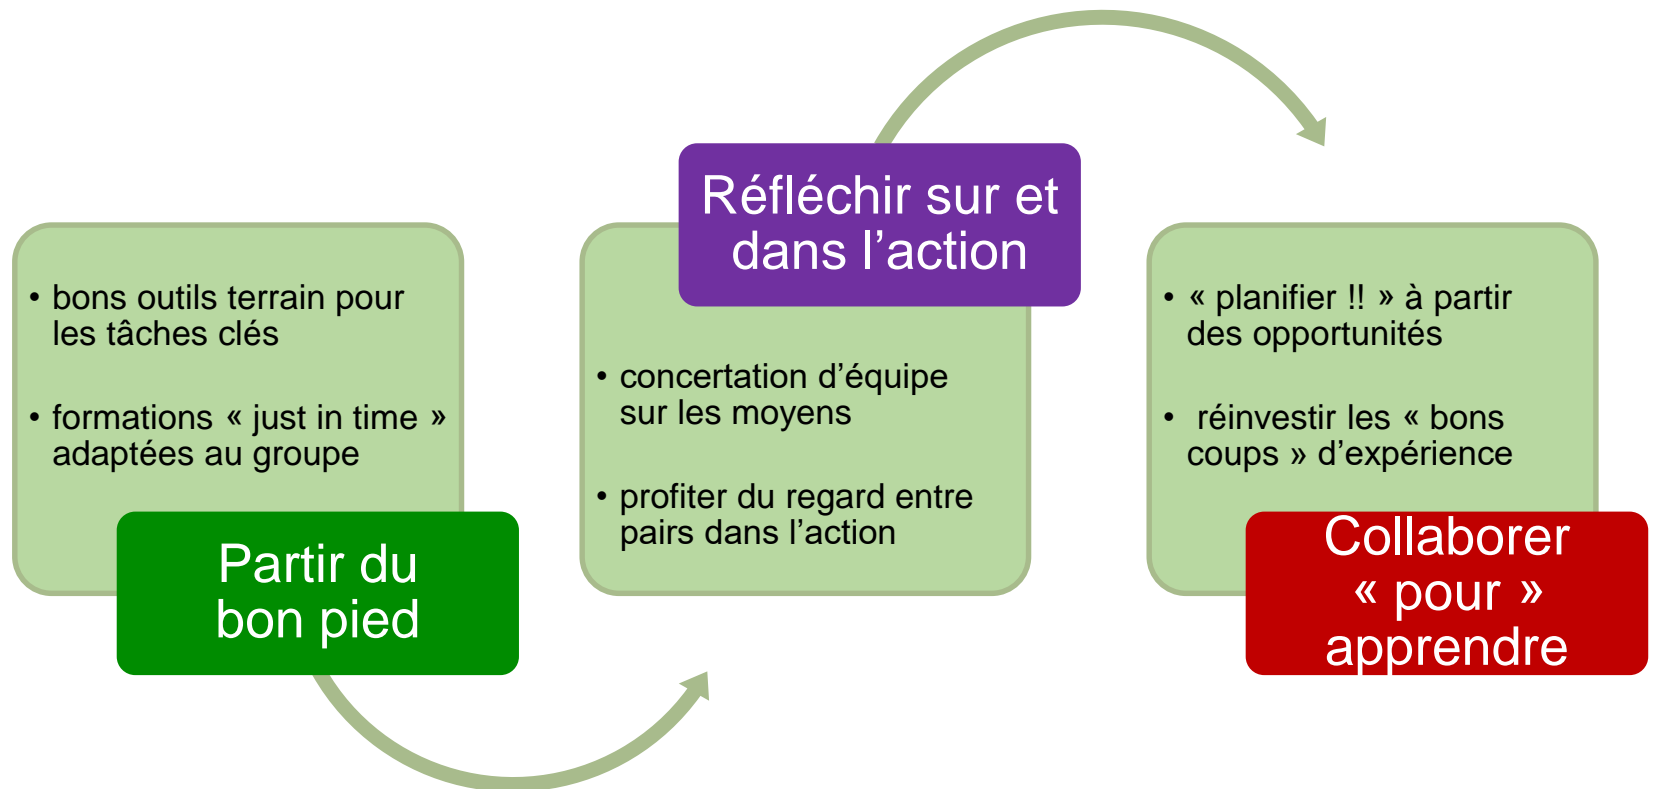 • bons outils terrain pour
les tâches clés
• formations « just in time »
adaptées au groupe
Partir du
bon pied
Réfléchir sur et
dans l’action
• concertation d’équipe
sur les moyens
• profiter du regard entre
pairs dans l’action
• « planifier !! » à partir
des opportunités
• réinvestir les « bons
coups » d’expérience
Collaborer
« pour »
apprendre